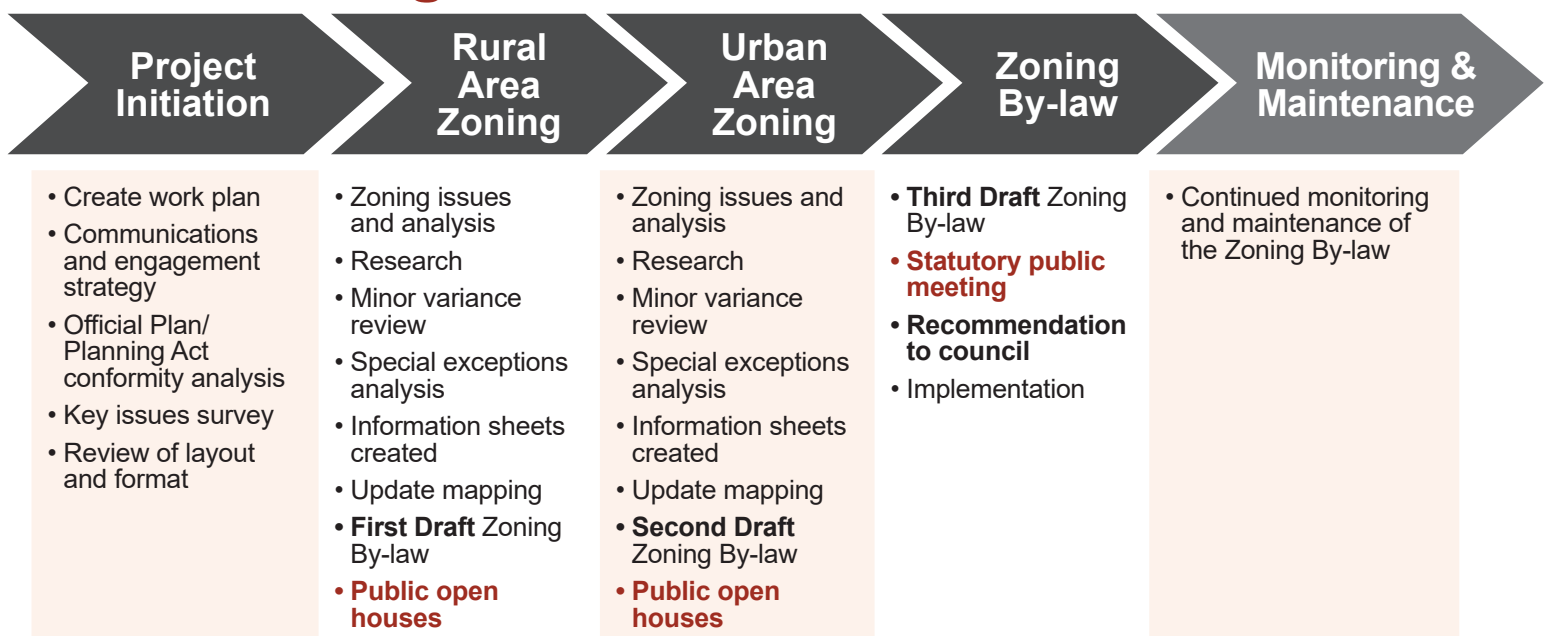 Project
Initiation
Rural
Area
Zoning
Urban
Area
Zoning
Zoning
By-law
Monitoring &
Maintenance
• Create work plan
• Communications
and engagement
strategy
• Official Plan/
Planning Act
conformity analysis
• Key issues survey
• Review of layout
and format
• Zoning issues
and analysis
• Research
• Minor variance
review
• Special exceptions
analysis
• Information sheets
created
• Update mapping
• First Draft Zoning
By-law
• Public open
houses
• Zoning issues and
analysis
• Research
• Minor variance
review
• Special exceptions
analysis
• Information sheets
created
• Update mapping
• Second Draft
Zoning By-law
• Public open
houses
• Third Draft Zoning
By-law
• Statutory public
meeting
• Recommendation
to council
• Implementation
• Continued monitoring
and maintenance of
the Zoning By-law